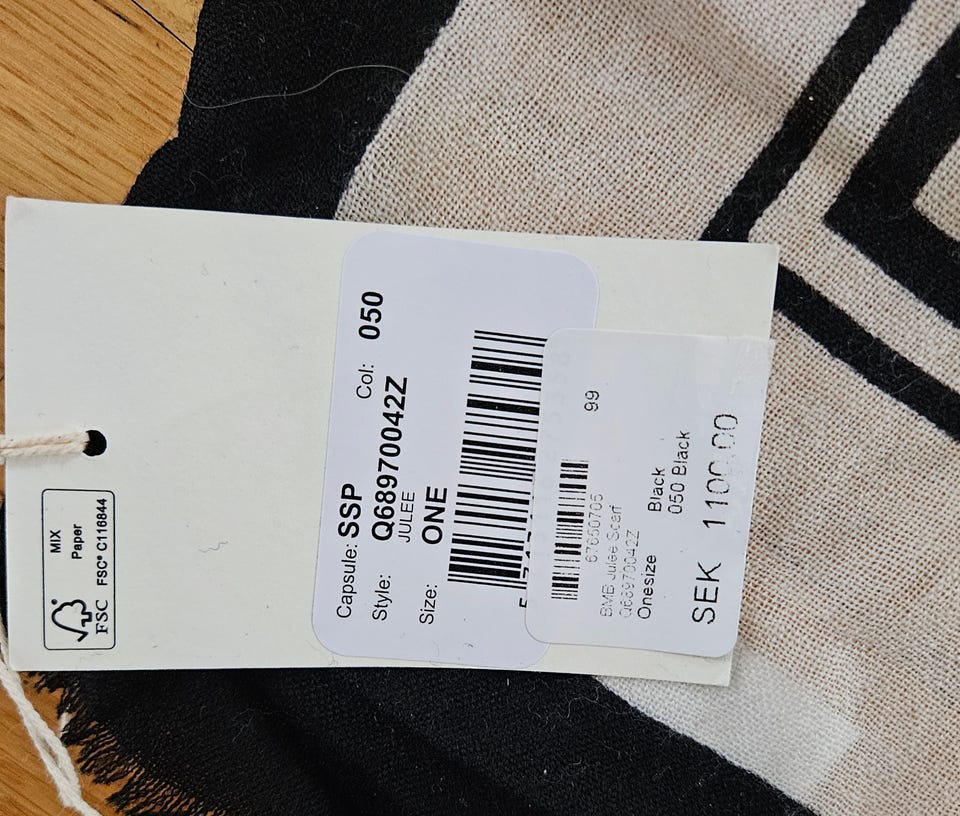 MIX
Paper
FSC
FSC® C116844
Capsule: SSP
Style: Q68970042Z Col: 050
JULEE
Size: ONE
67650705 99
BMB Julee Scarf
Q68970042Z Black
Onesize 050 Black
SEK 1100.00